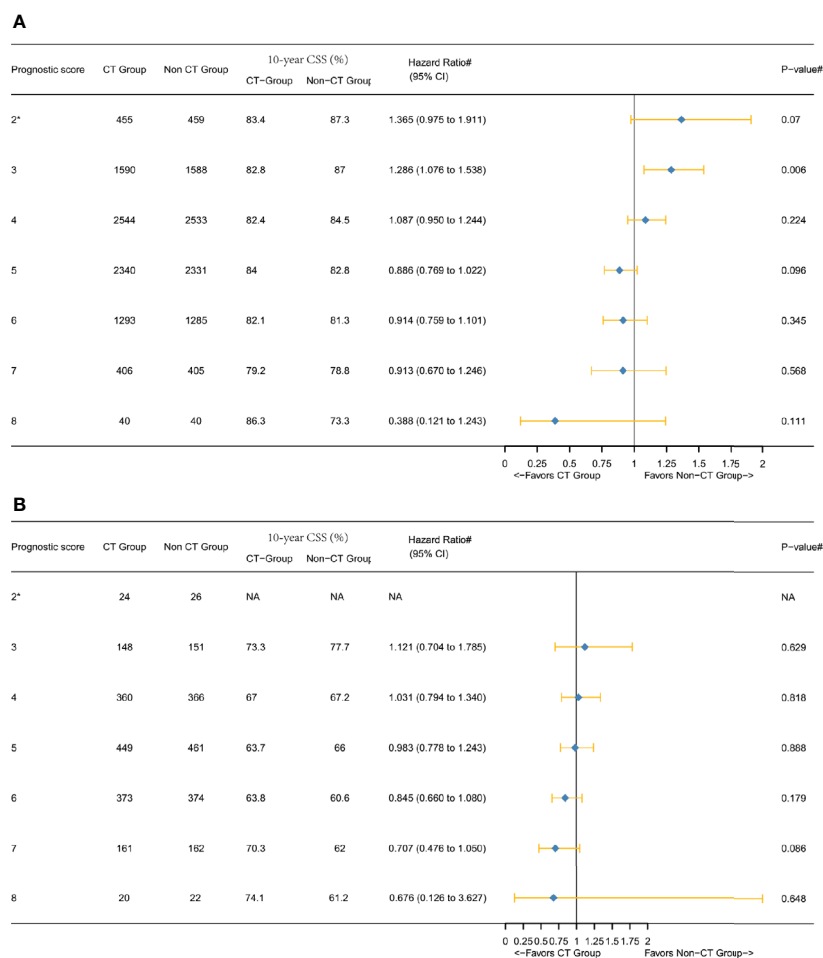 A
Prognostic score CT Group Non CT Group 10-year CSS (%) CT-Group Non-CT Group Hazard Ratio# (95% CI) P-value#
2* 455 459 83.4 87.3 1.365 (0.975 to 1.911) 0.07
3 1590 1588 82.8 87 1.286 (1.076 to 1.538) 0.006
4 2544 2533 82.4 84.5 1.087 (0.950 to 1.244) 0.224
5 2340 2331 84 82.8 0.886 (0.769 to 1.022) 0.096
6 1293 1285 82.1 81.3 0.914 (0.759 to 1.101) 0.345
7 406 405 79.2 78.8 0.913 (0.670 to 1.246) 0.568
8 40 40 86.3 73.3 0.388 (0.121 to 1.243) 0.111
0 0.25 0.5 0.75 1 1.25 1.5 1.75 2
<-Favors CT Group Favors Non-CT Group->
B
Prognostic score CT Group Non CT Group 10-year CSS (%) CT-Group Non-CT Group Hazard Ratio# (95% CI) P-value#
2* 24 26 NA NA NA NA
3 148 151 73.3 77.7 1.121 (0.704 to 1.785) 0.629
4 360 366 67 67.2 1.031 (0.794 to 1.340) 0.818
5 449 461 63.7 66 0.983 (0.778 to 1.243) 0.888
6 373 374 63.8 60.6 0.845 (0.660 to 1.080) 0.179
7 161 162 70.3 62 0.707 (0.476 to 1.050) 0.086
8 20 22 74.1 61.2 0.676 (0.126 to 3.627) 0.648
0 0.25 0.5 0.75 1 1.25 1.5 1.75 2
<-Favors CT Group Favors Non-CT Group->